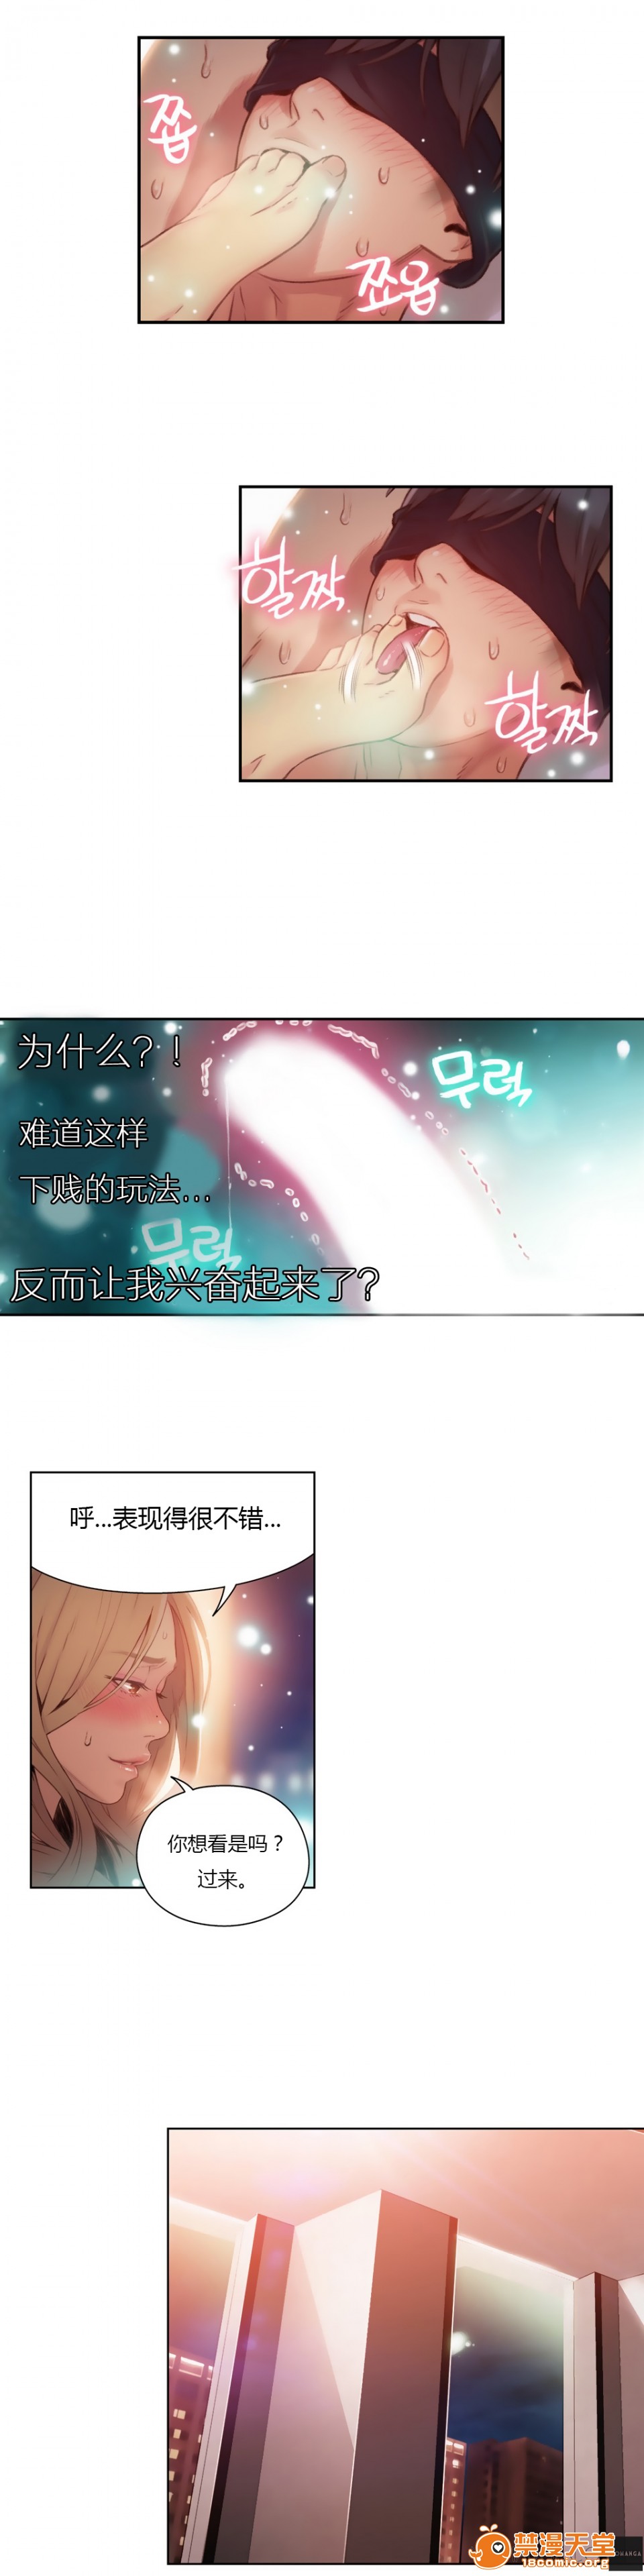 쯉
쪼옵
할짝
할짝
为什么?!
难道这样
下贱的玩法...
무럭
무럭
反而让我兴奋起来了?
呼...表现得很不错...
你想看是吗？
过来。
禁漫天堂
18comic.org